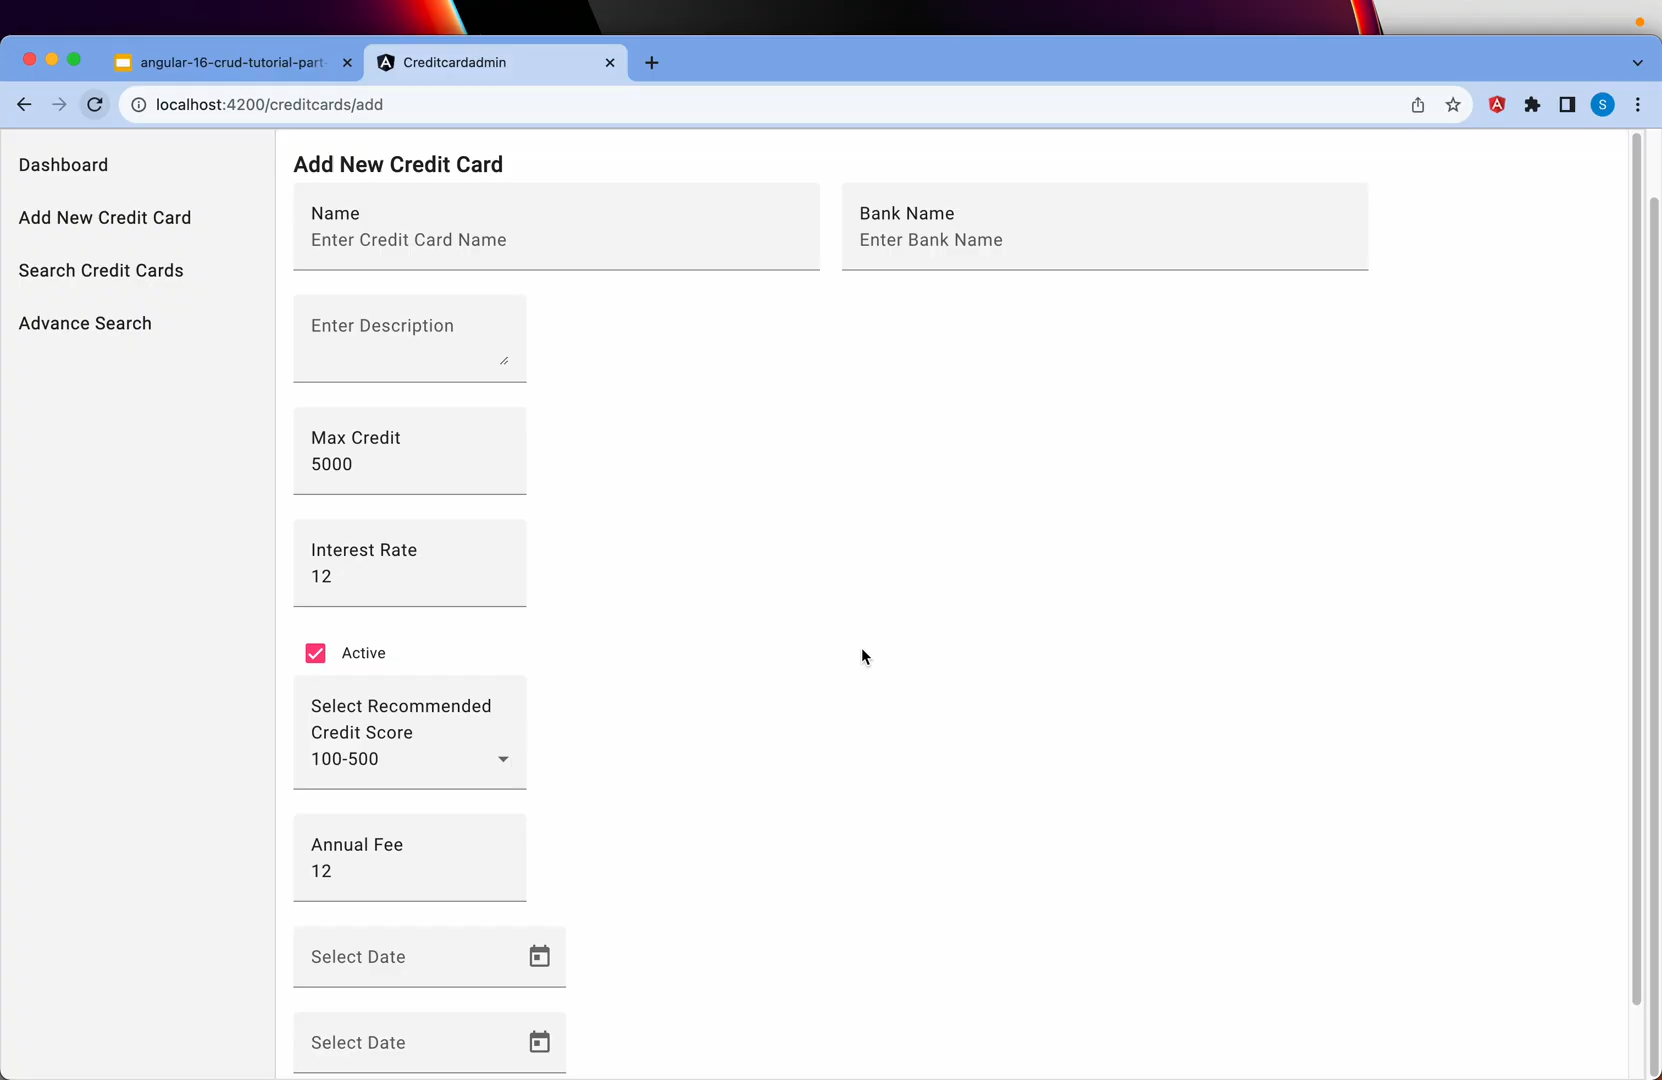 angular-16-crud-tutorial-part-
Creditcardadmin
localhost:4200/creditcards/add
S
Dashboard
Add New Credit Card
Search Credit Cards
Advance Search
Add New Credit Card
Name
Enter Credit Card Name
Bank Name
Enter Bank Name
Enter Description
Max Credit
5000
Interest Rate
12
Active
Select Recommended
Credit Score
100-500
Annual Fee
12
Select Date
Select Date